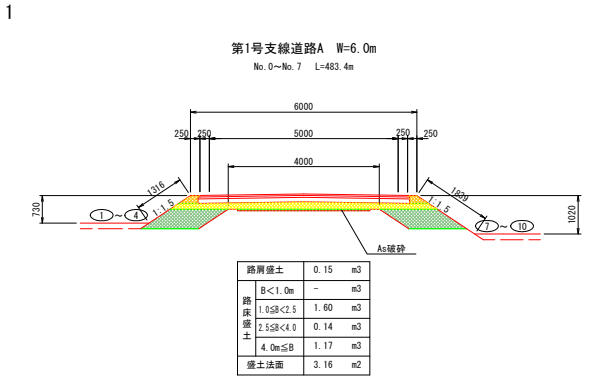 1
第1号支線道路A W=6.0m
No.0～No.7 L=483.4m
6000
250 250 5000 250 250
4000
1316
1:1.5
730
1 ～ 4
1839
1:1.5
1020
7 ～ 10
As破砕
路肩盛土 0.15 m3
路床盛土
B＜1.0m - m3
1.0≦B＜2.5 1.60 m3
2.5≦B＜4.0 0.14 m3
4.0m≦B 1.17 m3
盛土法面 3.16 m2